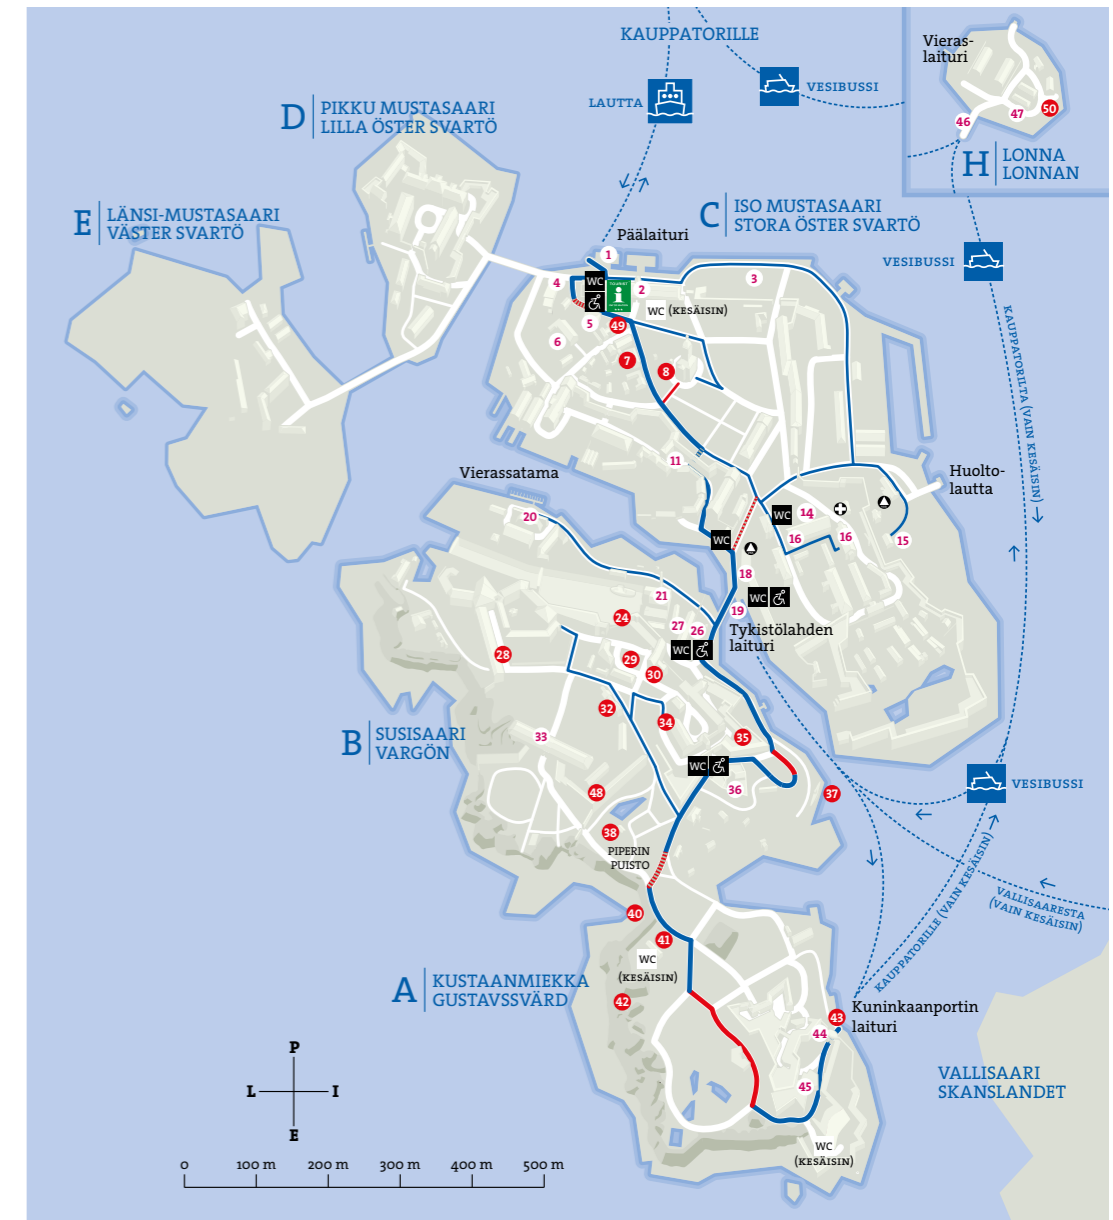 KAUPPATORILLE
Vieras-
laituri
VESIBUSSI
LAUTTA
D
PIKKU MUSTASAARI
LILLA ÖSTER SVARTÖ
46
47
50
H
LONNA
LONNAN
E
LÄNSI-MUSTASAARI
VÄSTER SVARTÖ
C
ISO MUSTASAARI
STORA ÖSTER SVARTÖ
Päälaituri
VESIBUSSI
1
4
WC
2
3
WC (KESÄISIN)
5
49
6
7
8
KAUPPATORILTA (VAIN KESÄISIN)
11
Vierassatama
Huolto-
lautta
20
WC
14
WC
16
16
15
18
21
WC
19
24
27
26
Tykistölahden
laituri
WC
28
29
30
32
34
B
SUSISAARI
VARGÖN
33
35
WC
36
48
37
VESIBUSSI
38
PIPERIN
PUISTO
VALLISAARESTA
(VAIN KESÄISIN)
KAUPPATORILLE (VAIN KESÄISIN)
40
41
WC
(KESÄISIN)
A
KUSTAANMIEKKA
GUSTAVSSVÄRD
42
43
Kuninkaanportin
laituri
44
45
VALLISAARI
SKANSLANDET
P
L
I
E
WC
(KESÄISIN)
0
100 m
200 m
300 m
400 m
500 m